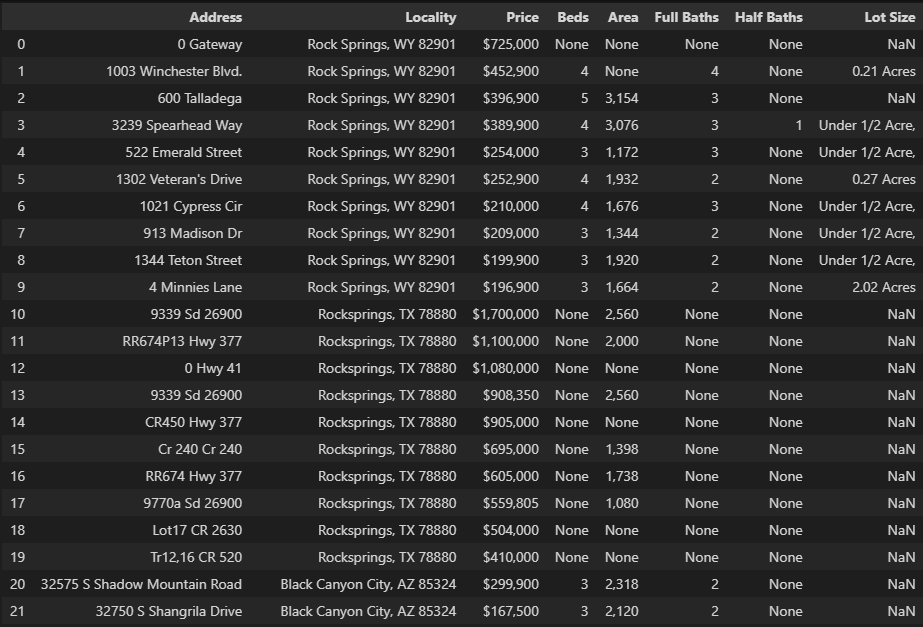 Address Locality Price Beds Area Full Baths Half Baths Lot Size
0 0 Gateway Rock Springs, WY 82901 $725,000 None None None None NaN
1 1003 Winchester Blvd. Rock Springs, WY 82901 $452,900 4 None 4 None 0.21 Acres
2 600 Talladega Rock Springs, WY 82901 $396,900 5 3,154 3 None NaN
3 3239 Spearhead Way Rock Springs, WY 82901 $389,900 4 3,076 3 1 Under 1/2 Acre,
4 522 Emerald Street Rock Springs, WY 82901 $254,000 3 1,172 3 None Under 1/2 Acre,
5 1302 Veteran's Drive Rock Springs, WY 82901 $252,900 4 1,932 2 None 0.27 Acres
6 1021 Cypress Cir Rock Springs, WY 82901 $210,000 4 1,676 3 None Under 1/2 Acre,
7 913 Madison Dr Rock Springs, WY 82901 $209,000 3 1,344 2 None Under 1/2 Acre,
8 1344 Teton Street Rock Springs, WY 82901 $199,900 3 1,920 2 None Under 1/2 Acre,
9 4 Minnies Lane Rock Springs, WY 82901 $196,900 3 1,664 2 None 2.02 Acres
10 9339 Sd 26900 Rocksprings, TX 78880 $1,700,000 None 2,560 None None NaN
11 RR674P13 Hwy 377 Rocksprings, TX 78880 $1,100,000 None 2,000 None None NaN
12 0 Hwy 41 Rocksprings, TX 78880 $1,080,000 None None None None NaN
13 9339 Sd 26900 Rocksprings, TX 78880 $908,350 None 2,560 None None NaN
14 CR450 Hwy 377 Rocksprings, TX 78880 $905,000 None None None None NaN
15 Cr 240 Cr 240 Rocksprings, TX 78880 $695,000 None 1,398 None None NaN
16 RR674 Hwy 377 Rocksprings, TX 78880 $605,000 None 1,738 None None NaN
17 9770a Sd 26900 Rocksprings, TX 78880 $559,805 None 1,080 None None NaN
18 Lot17 CR 2630 Rocksprings, TX 78880 $504,000 None None None None NaN
19 Tr12,16 CR 520 Rocksprings, TX 78880 $410,000 None None None None NaN
20 32575 S Shadow Mountain Road Black Canyon City, AZ 85324 $299,900 3 2,318 2 None NaN
21 32750 S Shangrila Drive Black Canyon City, AZ 85324 $167,500 3 2,120 2 None NaN